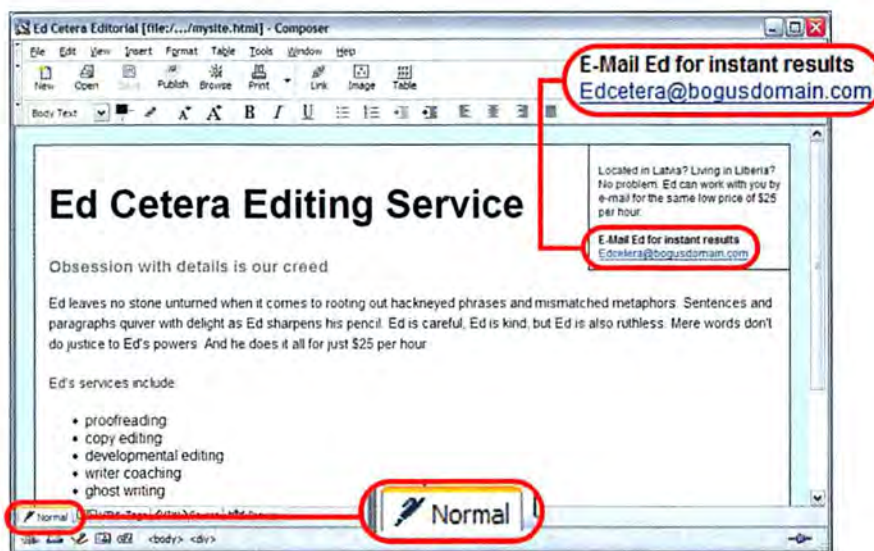 Ed Cetera Editorial [file:/.../mysite.html] - Composer
File Edit View Insert Format Table Tools Window Help
New Open Publish Browse Print Link Image Table
Body Text
E-Mail Ed for instant results
Edcetera@bogusdomain.com
Located in Latvia? Living in Liberia?
No problem. Ed can work with you by
e-mail for the same low price of $25
per hour.
E-Mail Ed for instant results
Edcetera@bogusdomain.com
Ed Cetera Editing Service
Obsession with details is our creed
Ed leaves no stone unturned when it comes to rooting out hackneyed phrases and mismatched metaphors. Sentences and
paragraphs quiver with delight as Ed sharpens his pencil. Ed is careful, Ed is kind, but Ed is also ruthless. Mere words don't
do justice to Ed's powers. And he does it all for just $25 per hour
Ed's services include
• proofreading
• copy editing
• developmental editing
• writer coaching
• ghost writing
Normal
Normal
<body> <div>